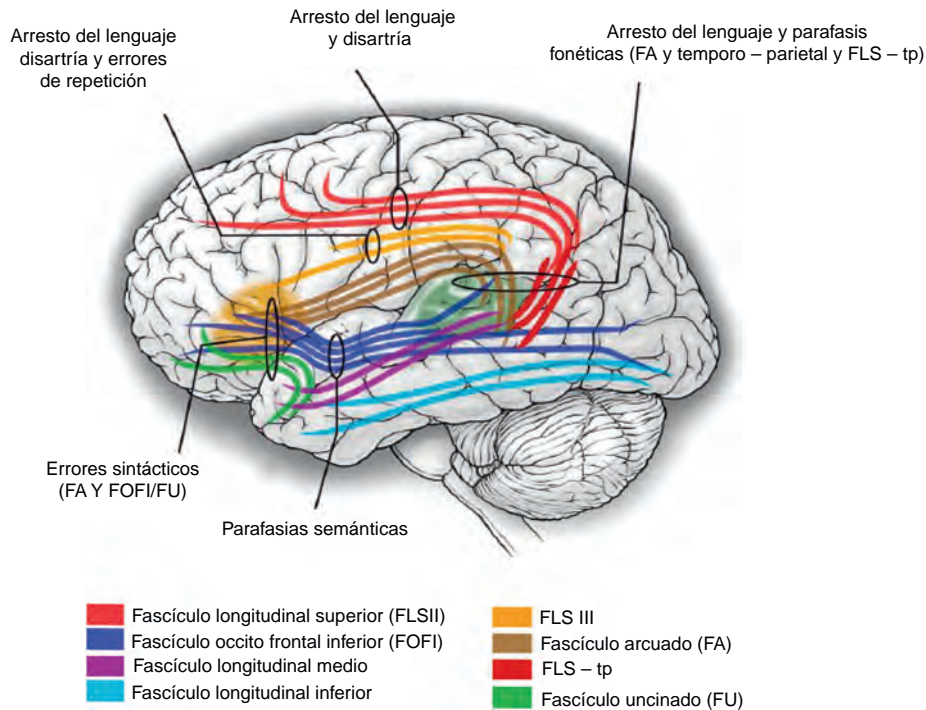 Arresto del lenguaje
disartría y errores
de repetición
Arresto del lenguaje
y disartría
Arresto del lenguaje y parafasis
fonéticas (FA y temporo – parietal y FLS – tp)
Errores sintácticos
(FA Y FOFI/FU)
Parafasias semánticas
Fascículo longitudinal superior (FLSII)
Fascículo occito frontal inferior (FOFI)
Fascículo longitudinal medio
Fascículo longitudinal inferior
FLS III
Fascículo arcuado (FA)
FLS – tp
Fascículo uncinado (FU)